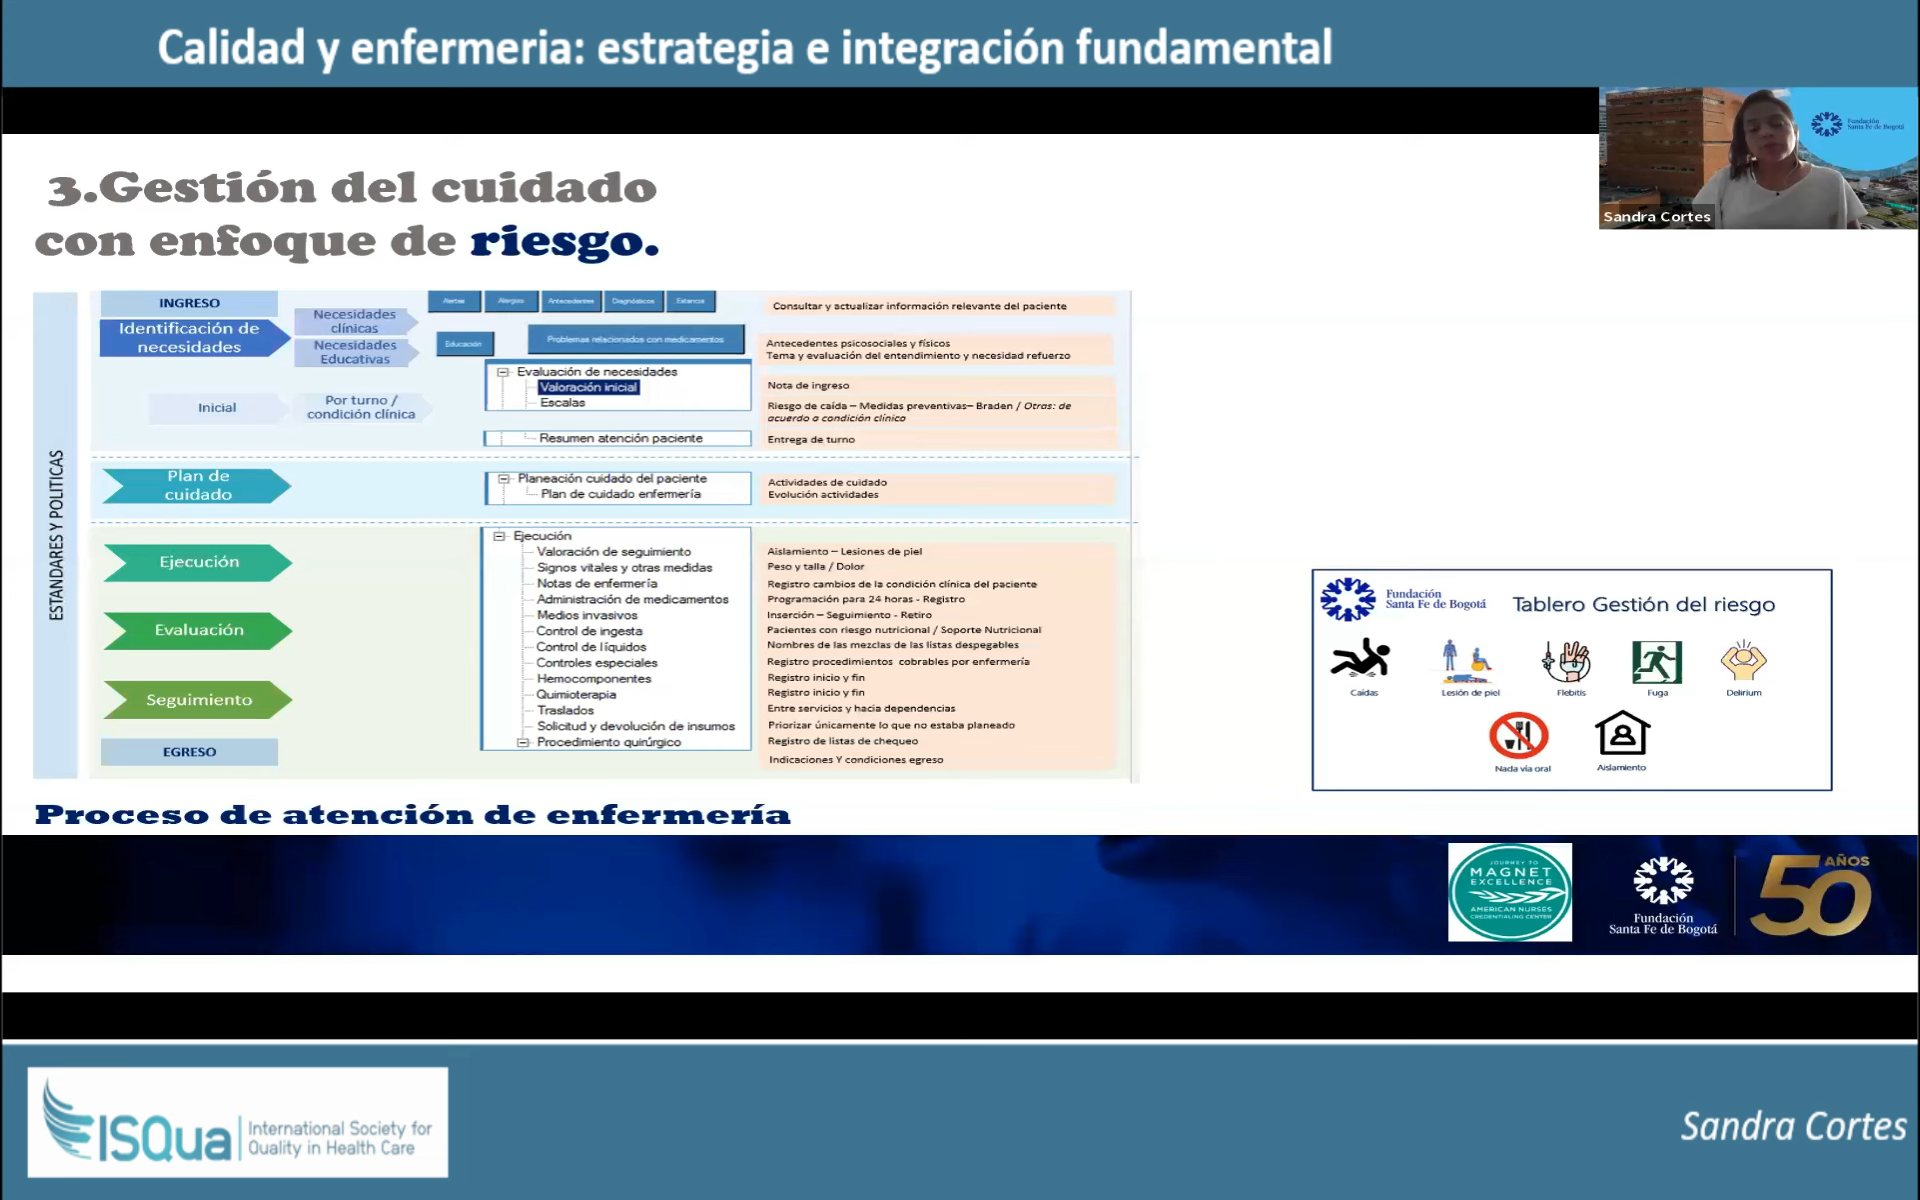 Calidad y enfermeria: estrategia e integración fundamental
Fundación
Santa Fe de Bogotá
Sandra Cortes
3.Gestión del cuidado
con enfoque de riesgo.
ESTANDARES Y POLITICAS
INGRESO
Identificación de
necesidades
Necesidades
clínicas
Necesidades
Educativas
Inicial
Por turno /
condición clínica
Alertas
Alergias
Antecedentes
Diagnósticos
Estancia
Educación
Problemas relacionados con medicamentos
Evaluación de necesidades
Valoración inicial
Escalas
Resumen atención paciente
Consultar y actualizar información relevante del paciente
Antecedentes psicosociales y físicos
Tema y evaluación del entendimiento y necesidad refuerzo
Nota de ingreso
Riesgo de caída – Medidas preventivas– Braden / Otras: de
acuerdo a condición clínico
Entrega de turno
Plan de
cuidado
Planeación cuidado del paciente
Plan de cuidado enfermería
Actividades de cuidado
Evolución actividades
Ejecución
Evaluación
Seguimiento
EGRESO
Ejecución
Valoración de seguimiento
Signos vitales y otras medidas
Notas de enfermería
Administración de medicamentos
Medios invasivos
Control de ingesta
Control de líquidos
Controles especiales
Hemocomponentes
Quimioterapia
Traslados
Solicitud y devolución de insumos
Procedimiento quirúrgico
Aislamiento – Lesiones de piel
Peso y talla / Dolor
Registro cambios de la condición clínica del paciente
Programación para 24 horas - Registro
Inserción – Seguimiento - Retiro
Pacientes con riesgo nutricional / Soporte Nutricional
Nombres de las mezclas de las listas despegables
Registro procedimientos cobrables por enfermería
Registro inicio y fin
Registro inicio y fin
Entre servicios y hacia dependencias
Priorizar únicamente lo que no estaba planeado
Registro de listas de chequeo
Indicaciones Y condiciones egreso
Proceso de atención de enfermería
Fundación
Santa Fe de Bogotá
Tablero Gestión del riesgo
Caídas
Lesión de piel
Flebitis
Fuga
Delirium
Nada vía oral
Aislamiento
JOURNEY TO
MAGNET
EXCELLENCE
AMERICAN NURSES
CREDENTIALING CENTER
Fundación
Santa Fe de Bogotá
50 AÑOS
ISQua
International Society for
Quality in Health Care
Sandra Cortes